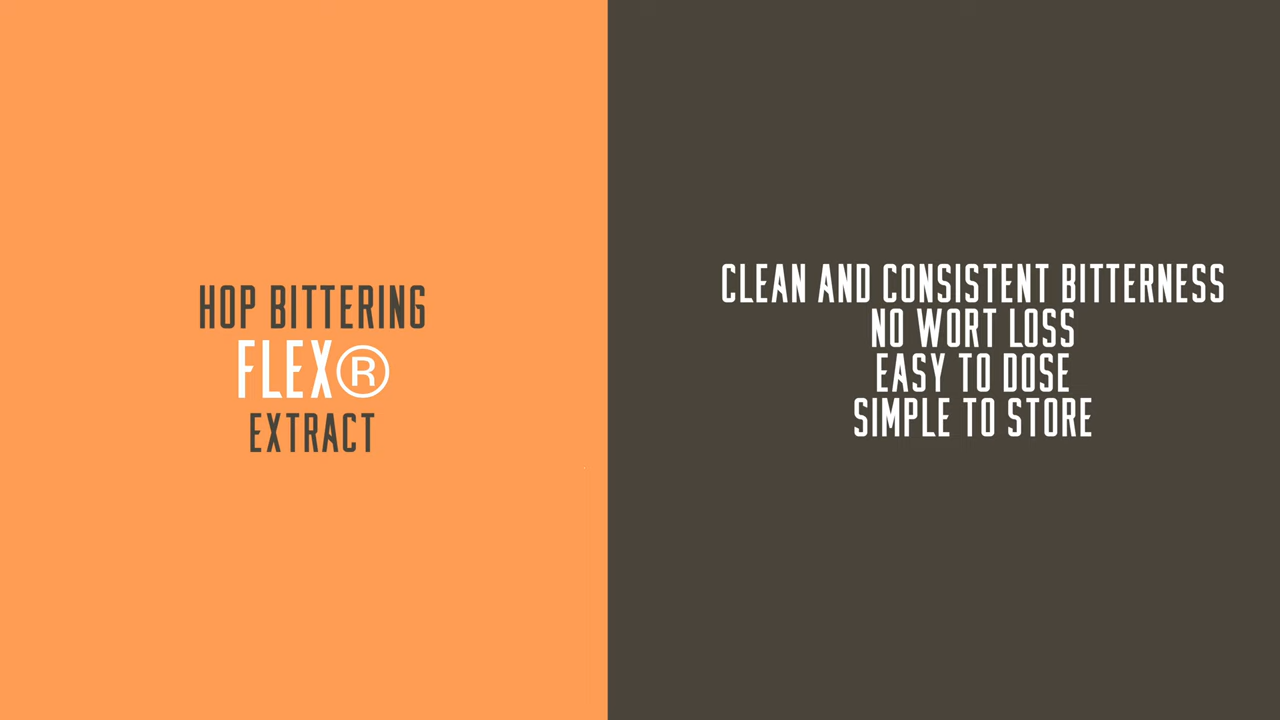 HOP BITTERING
FLEX®
EXTRACT
CLEAN AND CONSISTENT BITTERNESS
NO WORT LOSS
EASY TO DOSE
SIMPLE TO STORE